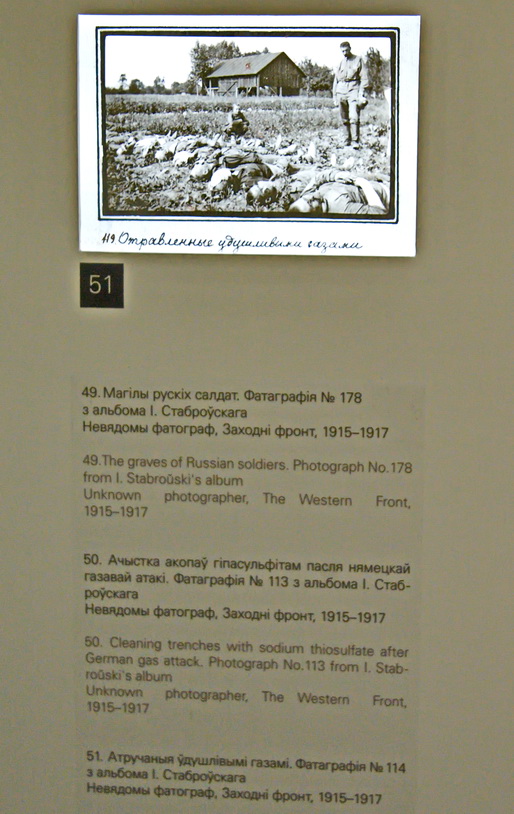 119 Отравленные удушливыми газами
51
49. Магілы рускіх салдат. Фатаграфія № 178
з альбома І. Стаброўскага
Невядомы фатограф, Заходні фронт, 1915–1917
49.The graves of Russian soldiers. Photograph No.178
from I. Stabroŭski's album
Unknown photographer, The Western Front,
1915–1917
50. Ачыстка акопаў гіпасульфітам пасля нямецкай
газавай атакі. Фатаграфія № 113 з альбома І. Стаб-
роўскага
Невядомы фатограф, Заходні фронт, 1915–1917
50. Cleaning trenches with sodium thiosulfate after
German gas attack. Photograph No.113 from I. Stab-
roŭski's album
Unknown photographer, The Western Front,
1915–1917
51. Атручаныя ўдушлівымі газамі. Фатаграфія № 114
з альбома І. Стаброўскага
Невядомы фатограф, Заходні фронт, 1915–1917